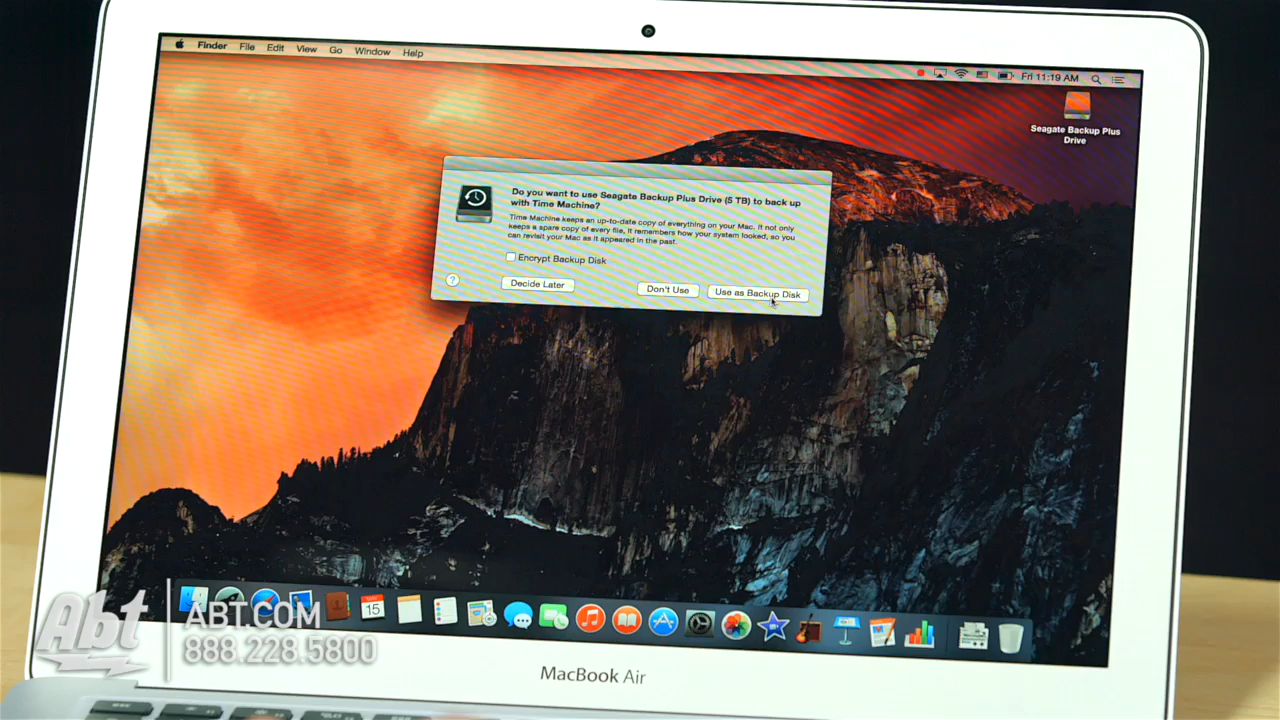 Finder File Edit View Go Window Help
Fri 11:19 AM
Seagate Backup Plus
Drive
Do you want to use Seagate Backup Plus Drive (5 TB) to back up
with Time Machine?
Time Machine keeps an up-to-date copy of everything on your Mac. It not only
keeps a spare copy of every file, it remembers how your system looked, so you
can revisit your Mac as it appeared in the past.
Encrypt Backup Disk
? Decide Later Don't Use Use as Backup Disk
15
Abt ABT.COM
888.228.5800
MacBook Air